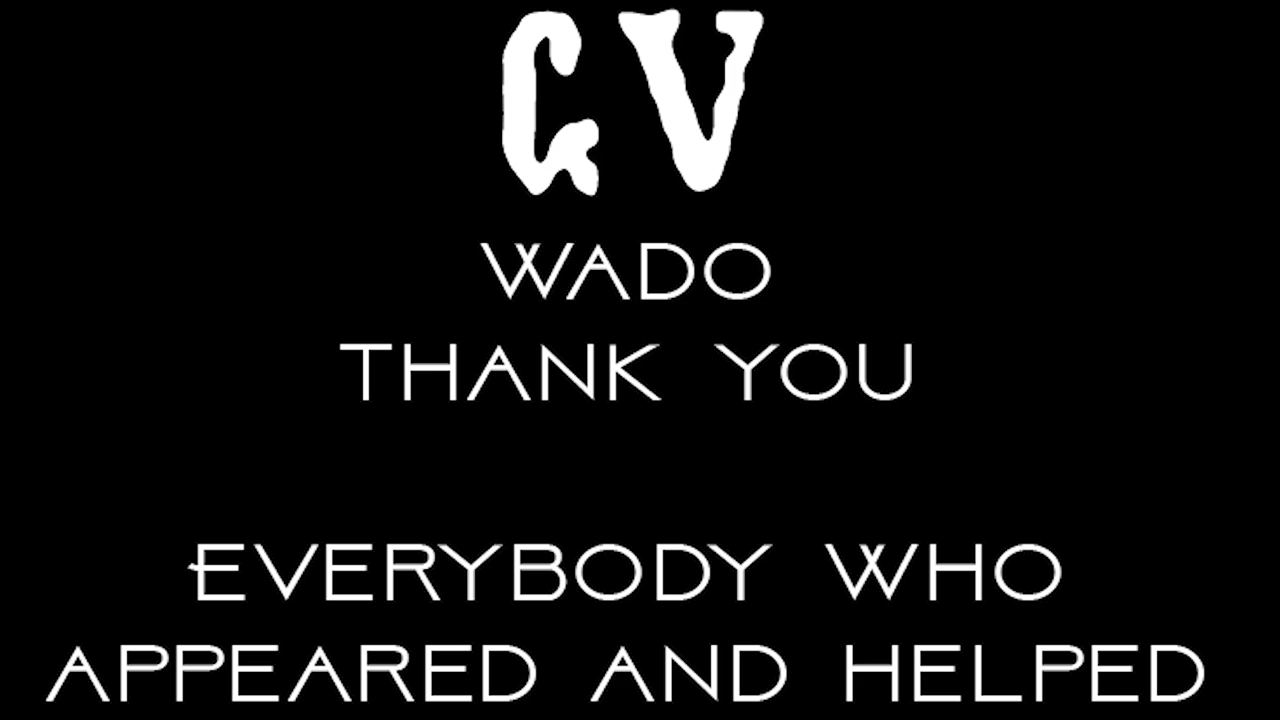 ᏩᏙ
WADO
THANK YOU
EVERYBODY WHO
APPEARED AND HELPED